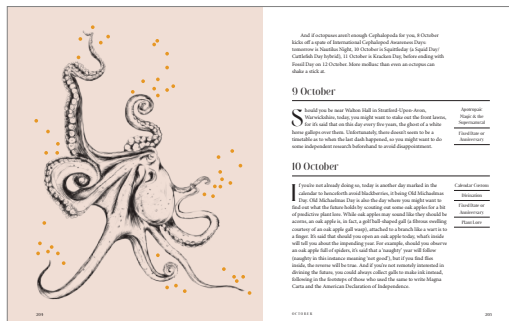 And if octopuses aren't enough Cephalopoda for you, 8 October
kicks off a spate of International Cephalopod Awareness Days:
tomorrow is Nautilus Night, 10 October is Squittleday (a Squid Day/
Cuttlefish Day hybrid), 11 October is Kracken Day, before ending with
Fossil Day on 12 October. More mollusc than even an octopus can
shake a stick at.
9 October
Should you be near Walton Hall in Stratford-Upon-Avon,
Warwickshire, today, you might want to stake out the front lawns,
for it's said that on this day every five years, the ghost of a white
horse gallops over them. Unfortunately, there doesn't seem to be a
timetable as to when the last dash happened, so you might want to do
some independent research beforehand to avoid disappointment.
Apotropaic
Magic & the
Supernatural
Fixed Date or
Anniversary
10 October
If you're not already doing so, today is another day marked in the
calendar to henceforth avoid blackberries, it being Old Michaelmas
Day. Old Michaelmas Day is also the day where you might want to
find out what the future holds by scouting out some oak apples for a bit
of predictive plant lore. While oak apples may sound like they should be
acorns, an oak apple is, in fact, a golf ball-shaped gall (a fibrous swelling
courtesy of an oak apple gall wasp), attached to a branch like a wart is to
a finger. It's said that should you open an oak apple today, what's inside
will tell you about the impending year. For example, should you observe
an oak apple full of spiders, it's said that a 'naughty' year will follow
(naughty in this instance meaning 'not good'), but if you find flies
inside, the reverse will be true. And if you're not remotely interested in
divining the future, you could always collect galls to make ink instead,
following in the footsteps of those who used the same to write Magna
Carta and the American Declaration of Independence.
Calendar Customs
Divination
Fixed Date or
Anniversary
Plant Lore
204
OCTOBER
205